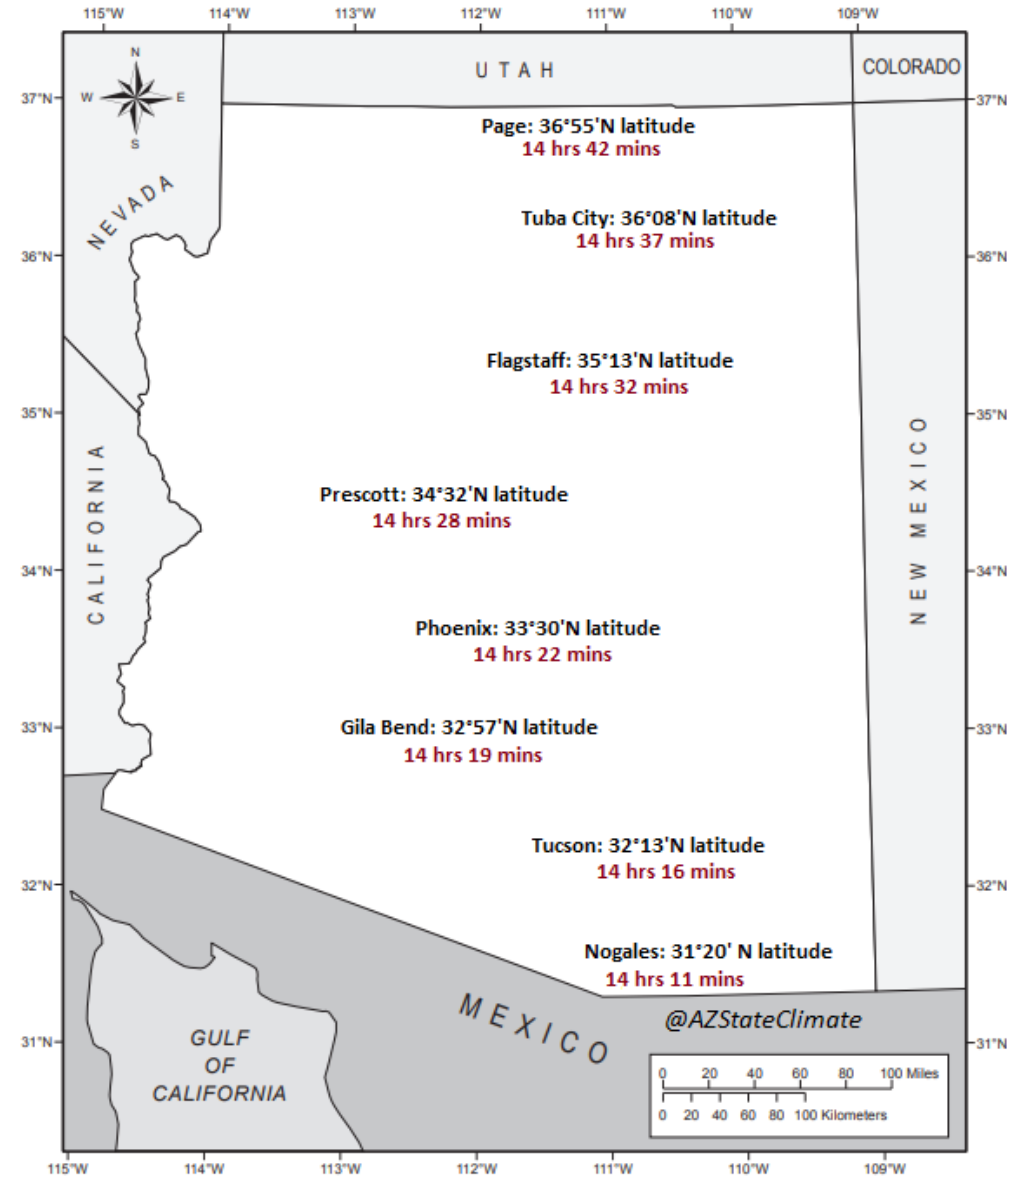 115°W 114°W 113°W 112°W 111°W 110°W 109°W
N
W E
S
UTAH
COLORADO
37°N
37°N
Page: 36°55'N latitude
14 hrs 42 mins
NEVADA
Tuba City: 36°08'N latitude
14 hrs 37 mins
36°N
36°N
Flagstaff: 35°13'N latitude
14 hrs 32 mins
35°N
35°N
CALIFORNIA
NEW MEXICO
Prescott: 34°32'N latitude
14 hrs 28 mins
34°N
34°N
Phoenix: 33°30'N latitude
14 hrs 22 mins
33°N
33°N
Gila Bend: 32°57'N latitude
14 hrs 19 mins
Tucson: 32°13'N latitude
14 hrs 16 mins
32°N
32°N
Nogales: 31°20' N latitude
14 hrs 11 mins
MEXICO
@AZStateClimate
31°N
31°N
GULF
OF
CALIFORNIA
0 20 40 60 80 100 Miles
0 20 40 60 80 100 Kilometers
115°W 114°W 113°W 112°W 111°W 110°W 109°W